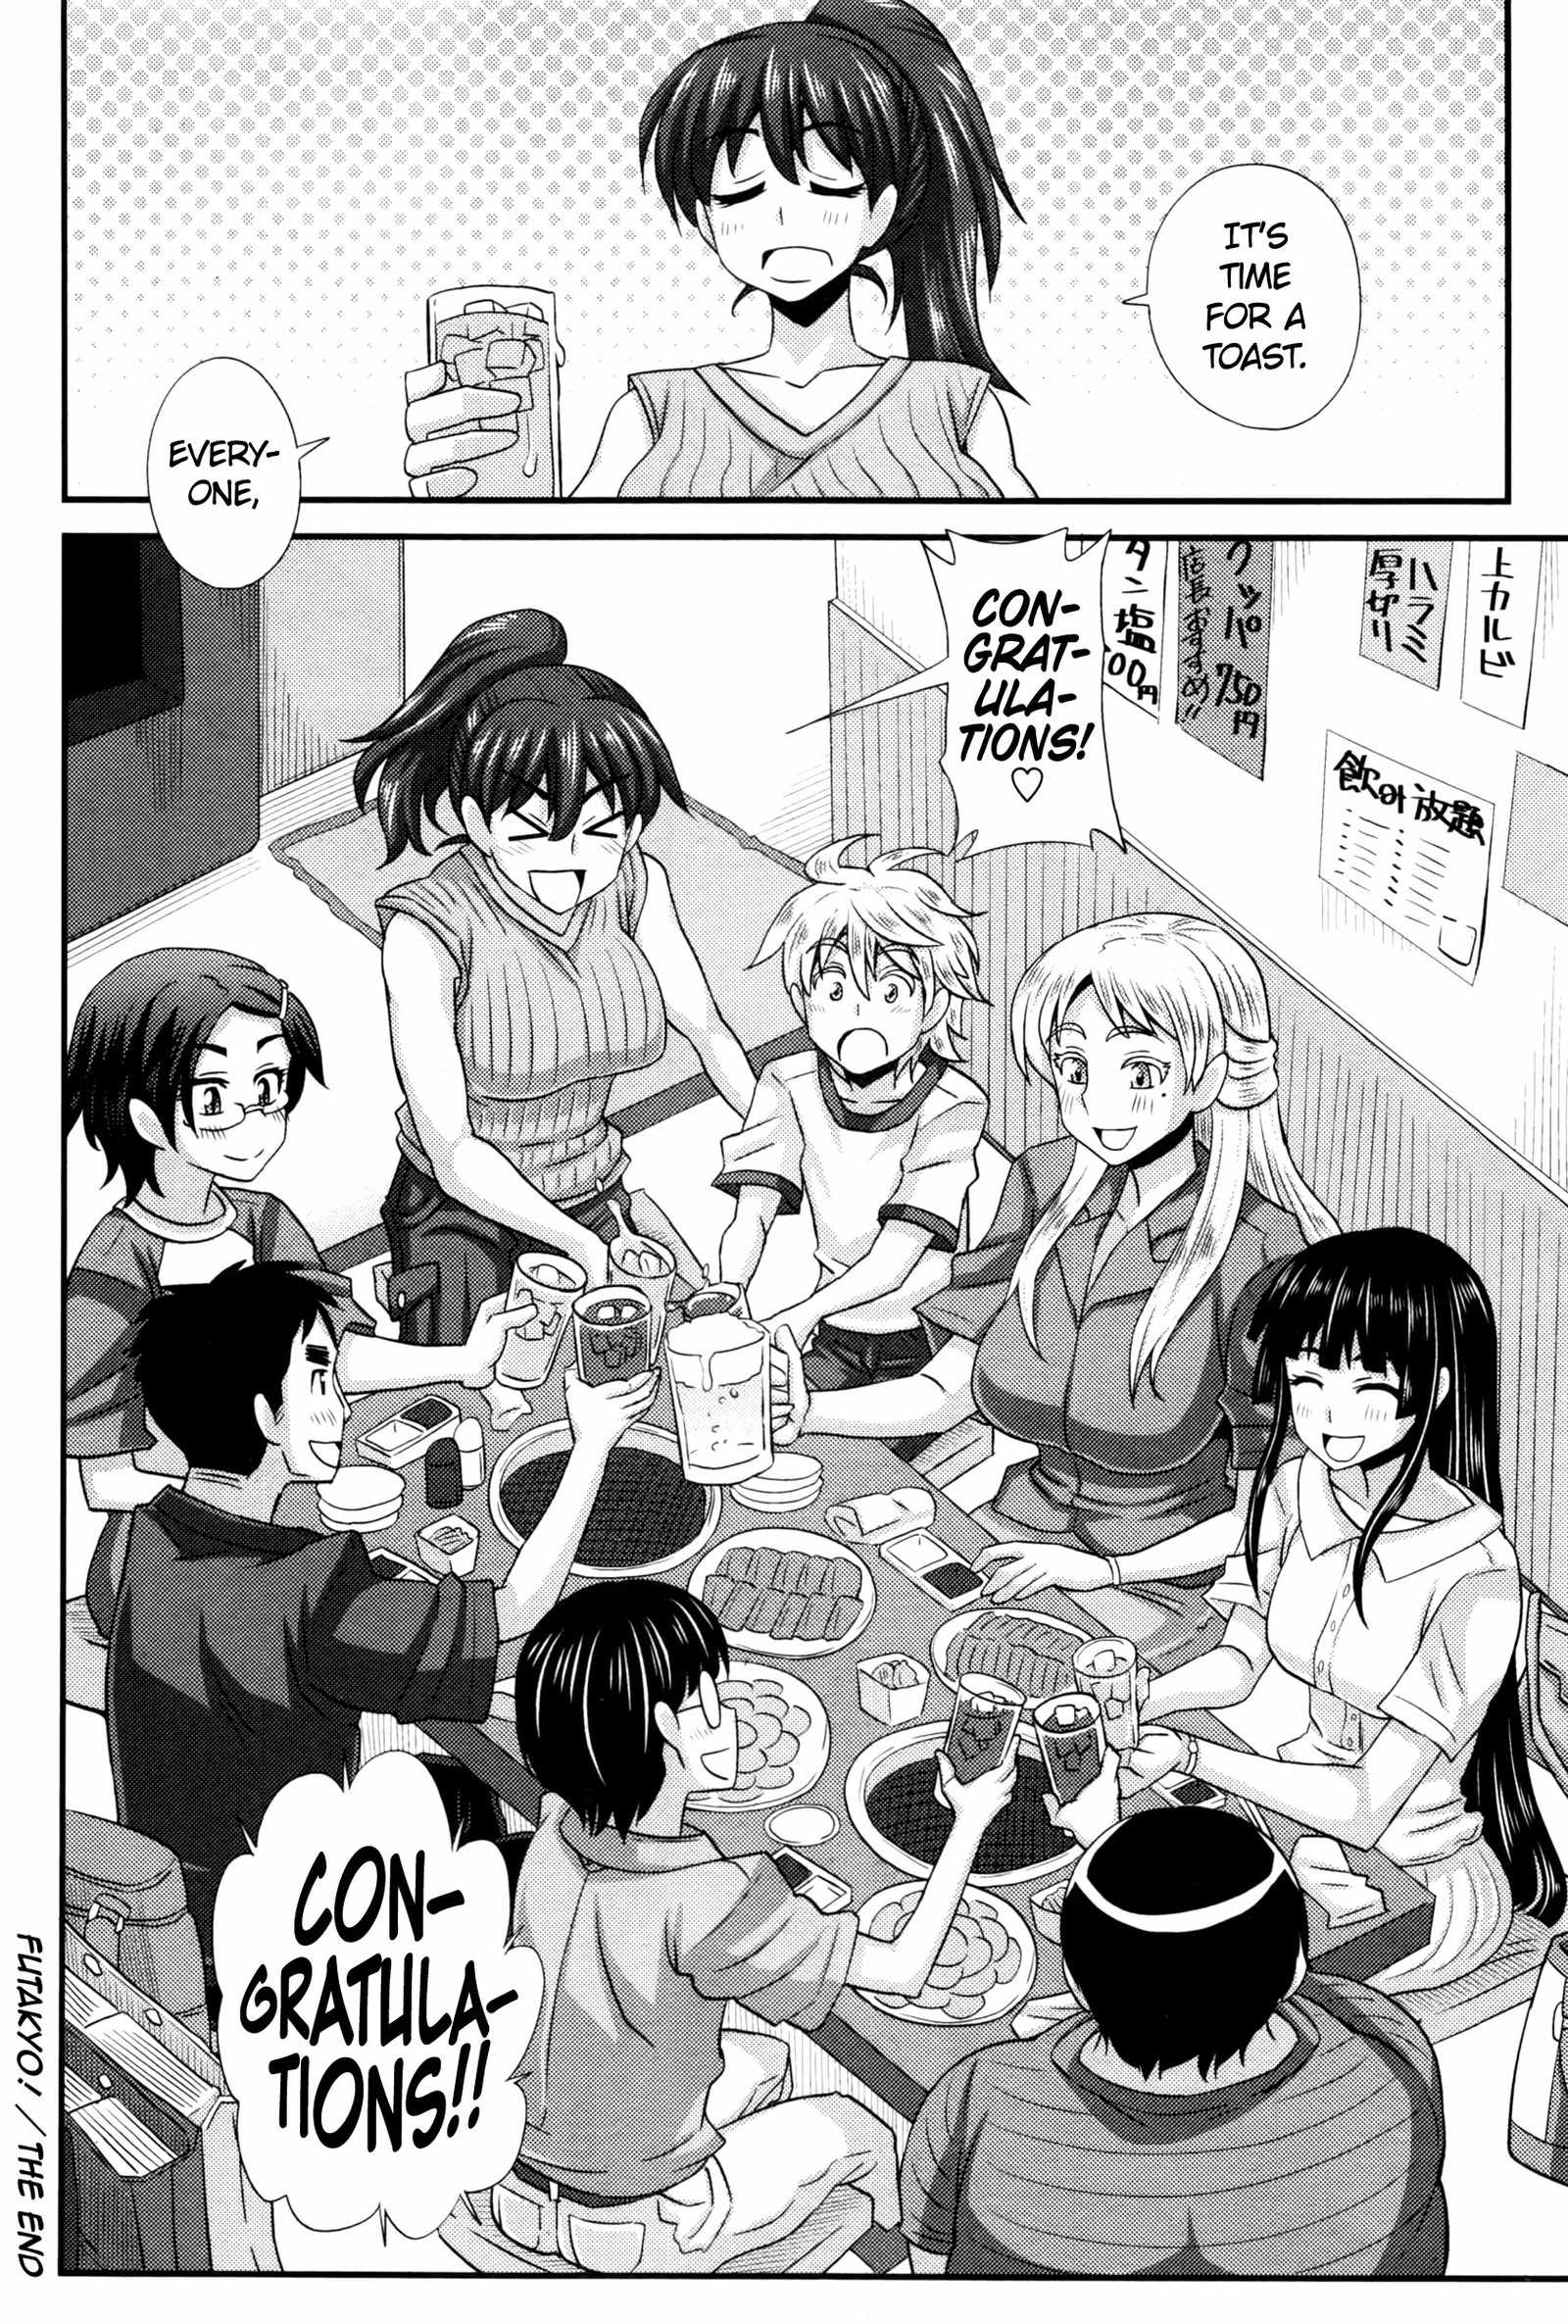 IT'S
TIME
FOR A
TOAST.
EVERY-
ONE,
CON-
GRAT-
ULA-
TIONS!
♡
上カルビ
ハラミ
厚切り
クッパ 750円
店長おすすめ!!
タン塩
00円
飲み放題
CON-
GRATULA-
TIONS!!
FUTAKYO! / THE END